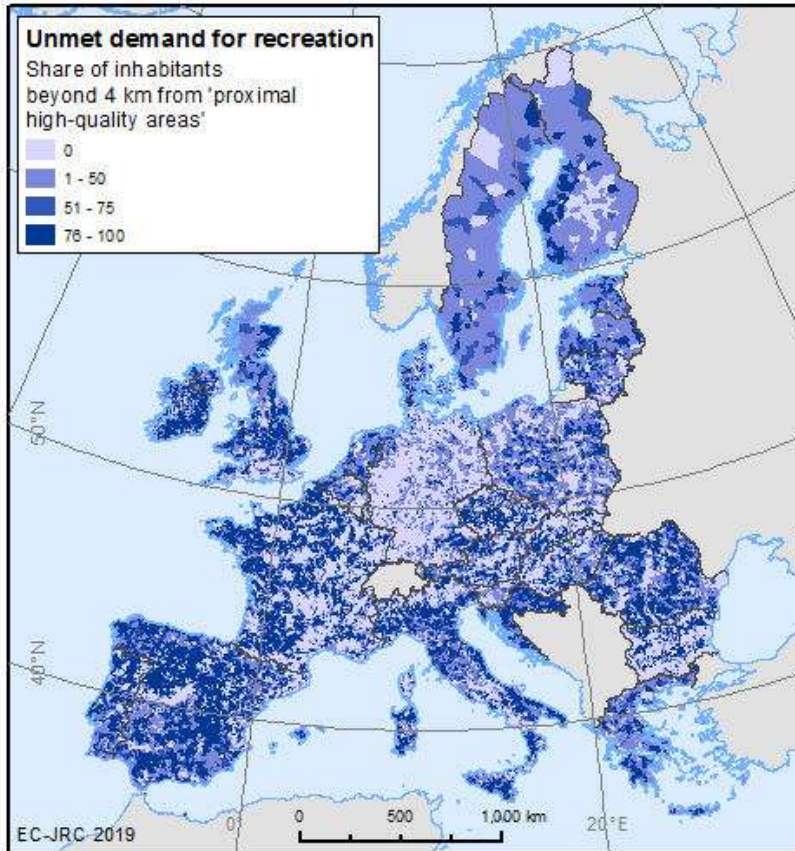 Unmet demand for recreation
Share of inhabitants
beyond 4 km from 'proximal
high-quality areas'
0
1 - 50
51 - 75
76 - 100
50°N
40°N
EC-JRC 2019
0°
0 500 1,000 km
20°E